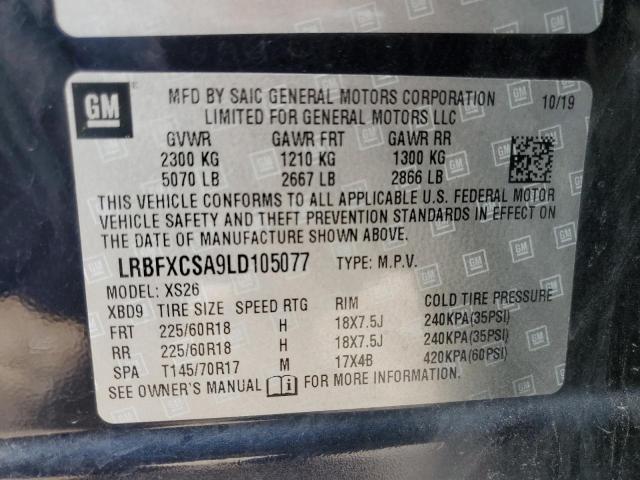 GM
MFD BY SAIC GENERAL MOTORS CORPORATION 10/19
LIMITED FOR GENERAL MOTORS LLC
GVWR GAWR FRT GAWR RR
2300 KG 1210 KG 1300 KG
5070 LB 2667 LB 2866 LB
THIS VEHICLE CONFORMS TO ALL APPLICABLE U.S. FEDERAL MOTOR
VEHICLE SAFETY AND THEFT PREVENTION STANDARDS IN EFFECT ON
THE DATE OF MANUFACTURE SHOWN ABOVE.
LRBFXCSA9LD105077 TYPE: M.P.V.
MODEL: XS26
XBD9 TIRE SIZE SPEED RTG RIM COLD TIRE PRESSURE
FRT 225/60R18 H 18X7.5J 240KPA(35PSI)
RR 225/60R18 H 18X7.5J 240KPA(35PSI)
SPA T145/70R17 M 17X4B 420KPA(60PSI)
SEE OWNER'S MANUAL FOR MORE INFORMATION.